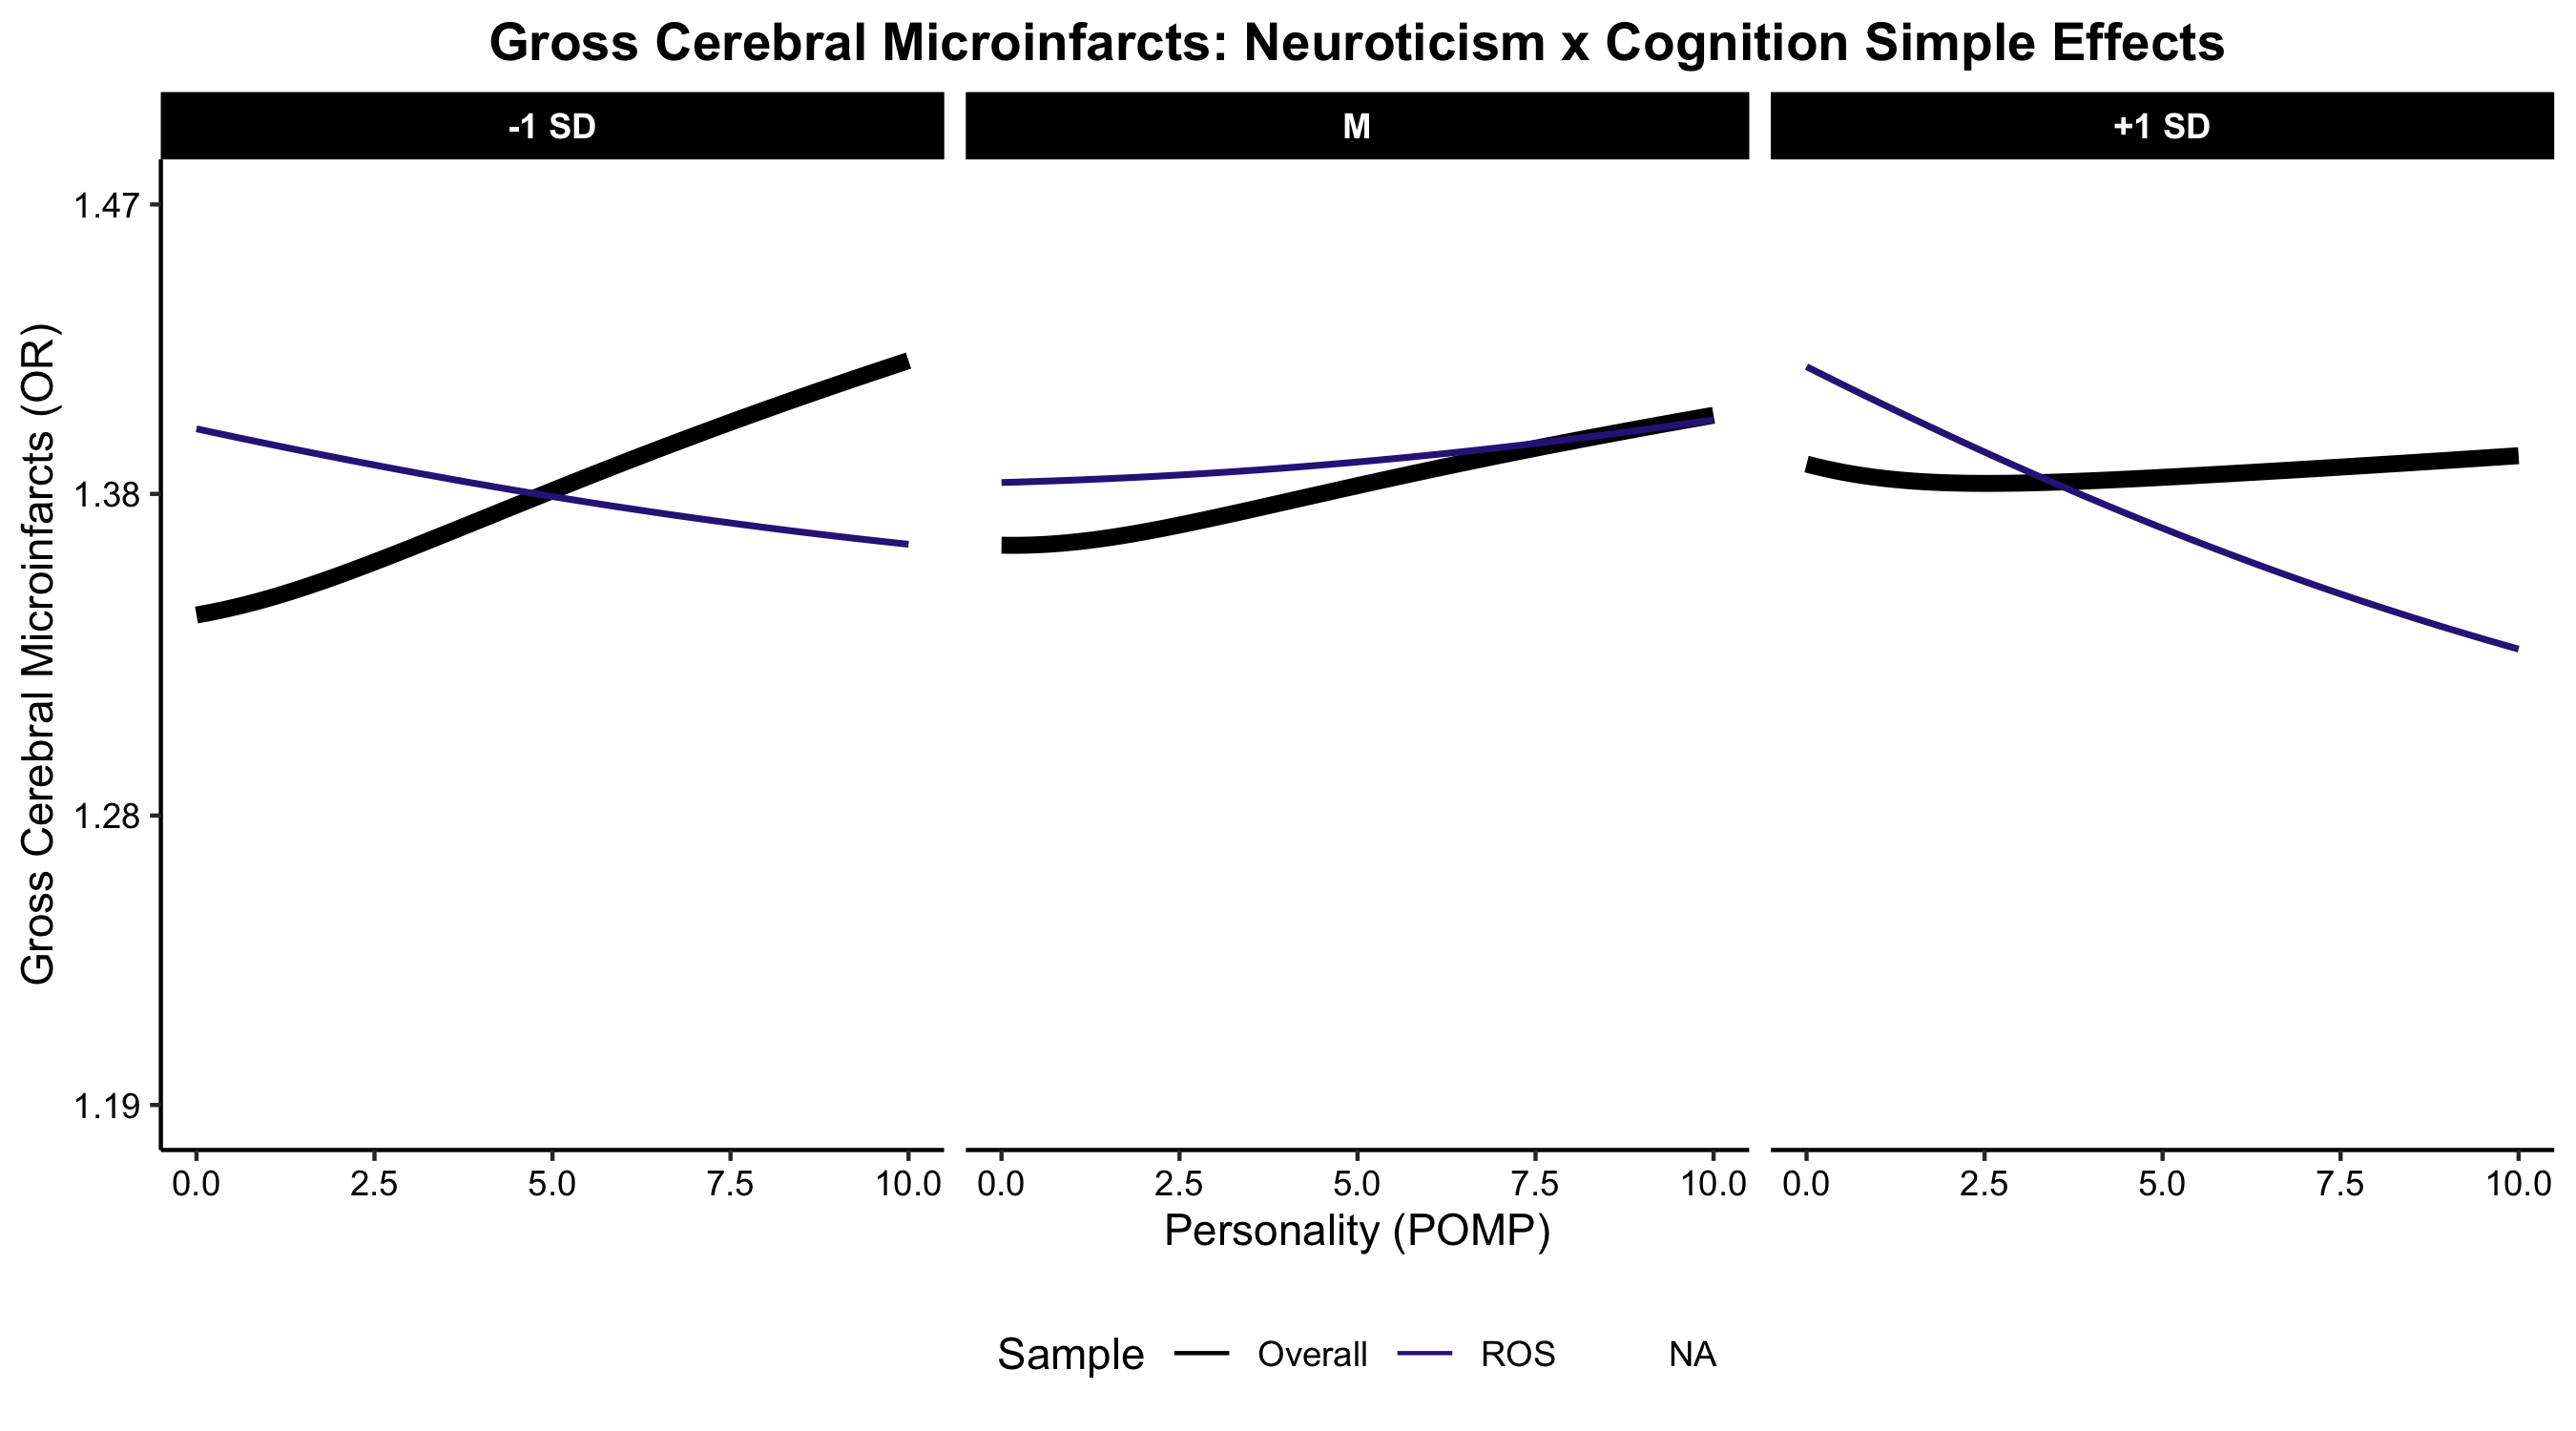 Gross Cerebral Microinfarcts: Neuroticism x Cognition Simple Effects
-1 SD M +1 SD
Gross Cerebral Microinfarcts (OR)
1.47
1.38
1.28
1.19
0.0 2.5 5.0 7.5 10.0 0.0 2.5 5.0 7.5 10.0 0.0 2.5 5.0 7.5 10.0
Personality (POMP)
Sample Overall ROS NA